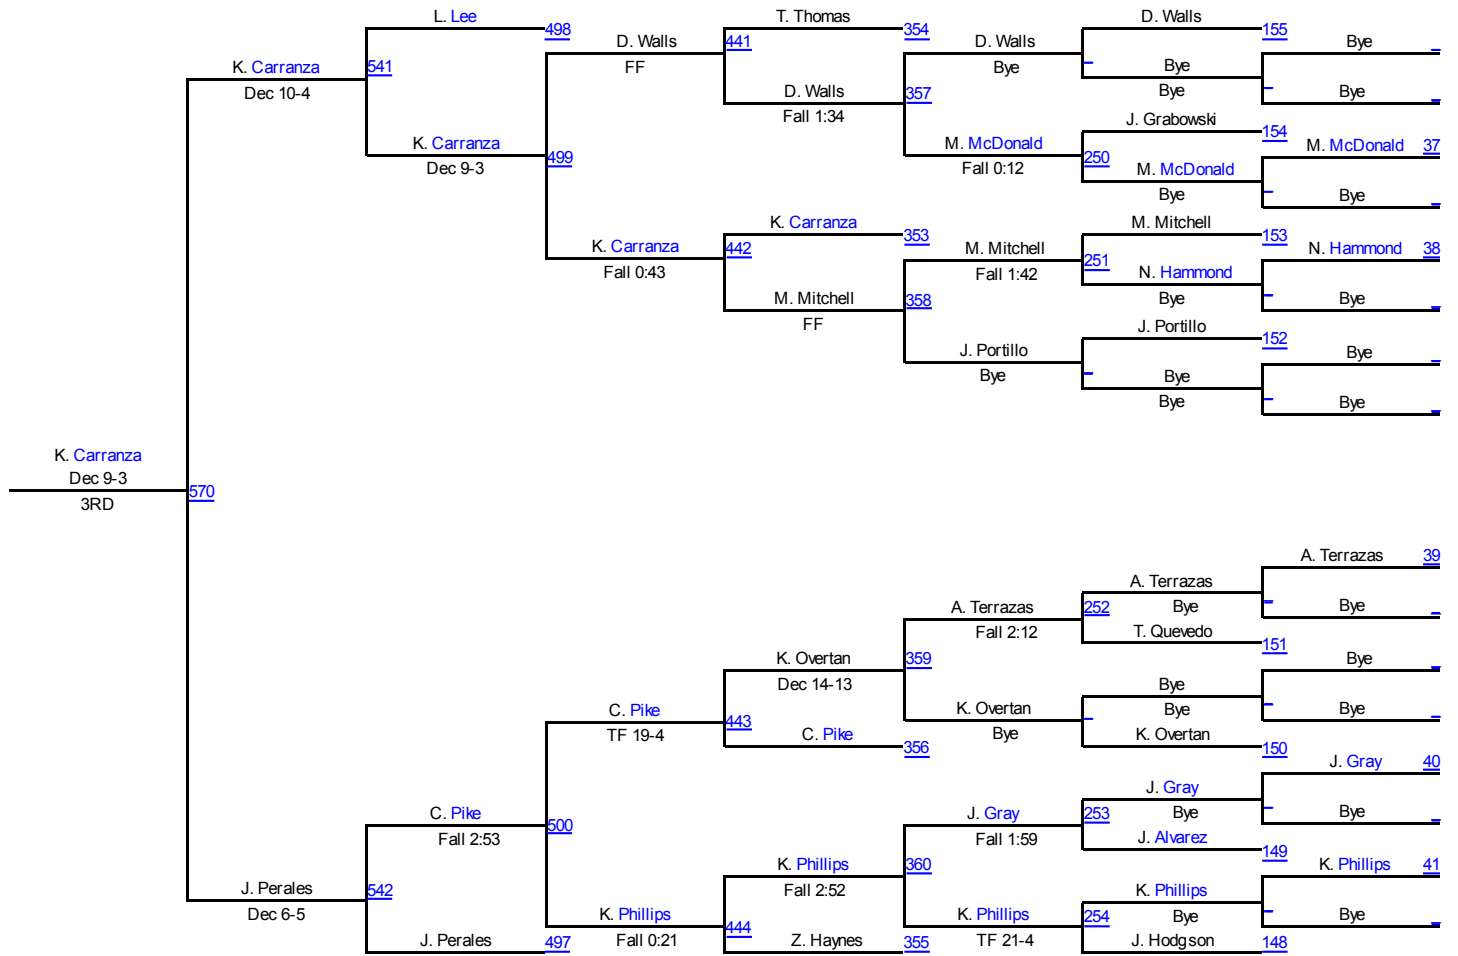 L. Lee
498
T. Thomas
354
D. Walls
155
D. Walls
441
FF
D. Walls
Bye
Bye
K. Carranza
541
Dec 10-4
Bye
Bye
D. Walls
357
Fall 1:34
Bye
J. Grabowski
154
K. Carranza
499
Dec 9-3
M. McDonald
250
Fall 0:12
M. McDonald
37
M. McDonald
Bye
Bye
K. Carranza
353
M. Mitchell
153
K. Carranza
442
Fall 0:43
M. Mitchell
251
Fall 1:42
N. Hammond
38
N. Hammond
Bye
M. Mitchell
358
FF
Bye
J. Portillo
152
J. Portillo
Bye
Bye
Bye
Bye
Bye
K. Carranza
Dec 9-3
570
3RD
A. Terrazas
39
A. Terrazas
Bye
A. Terrazas
252
Fall 2:12
Bye
T. Quevedo
151
K. Overtan
359
Dec 14-13
Bye
Bye
Bye
C. Pike
443
TF 19-4
K. Overtan
Bye
Bye
C. Pike
356
K. Overtan
150
J. Gray
40
J. Gray
Bye
C. Pike
500
Fall 2:53
J. Gray
253
Fall 1:59
Bye
J. Alvarez
149
K. Phillips
360
Fall 2:52
K. Phillips
41
J. Perales
542
Dec 6-5
K. Phillips
Bye
K. Phillips
444
Fall 0:21
K. Phillips
254
TF 21-4
Bye
J. Perales
497
Z. Haynes
355
J. Hodgson
148